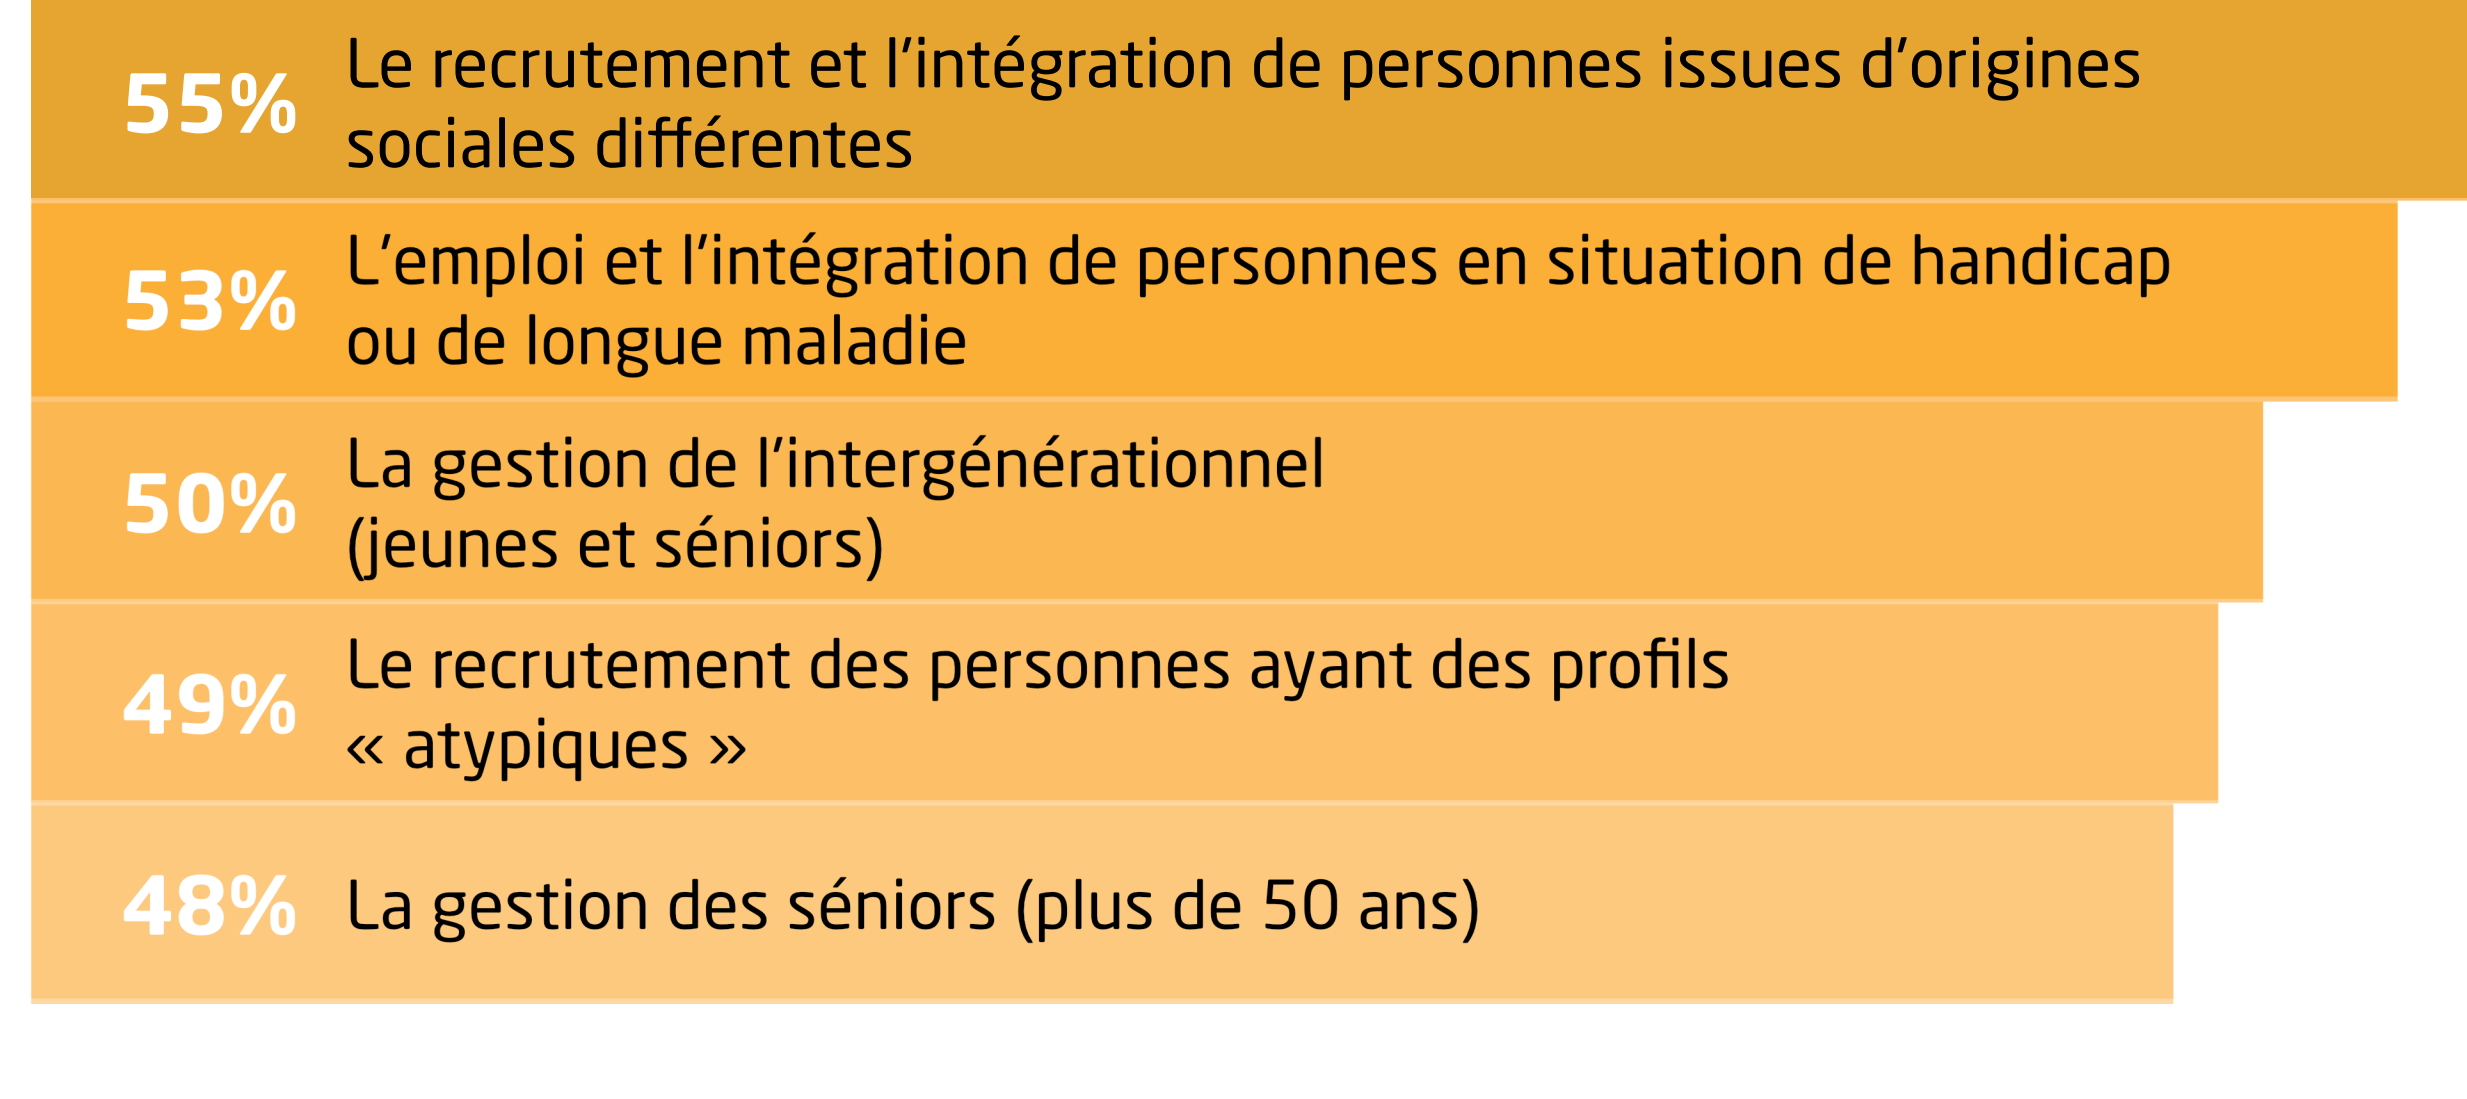 55%
Le recrutement et l’intégration de personnes issues d’origines
sociales différentes
53%
L’emploi et l’intégration de personnes en situation de handicap
ou de longue maladie
50%
La gestion de l’intergénérationnel
(jeunes et séniors)
49%
Le recrutement des personnes ayant des profils
« atypiques »
48%
La gestion des séniors (plus de 50 ans)